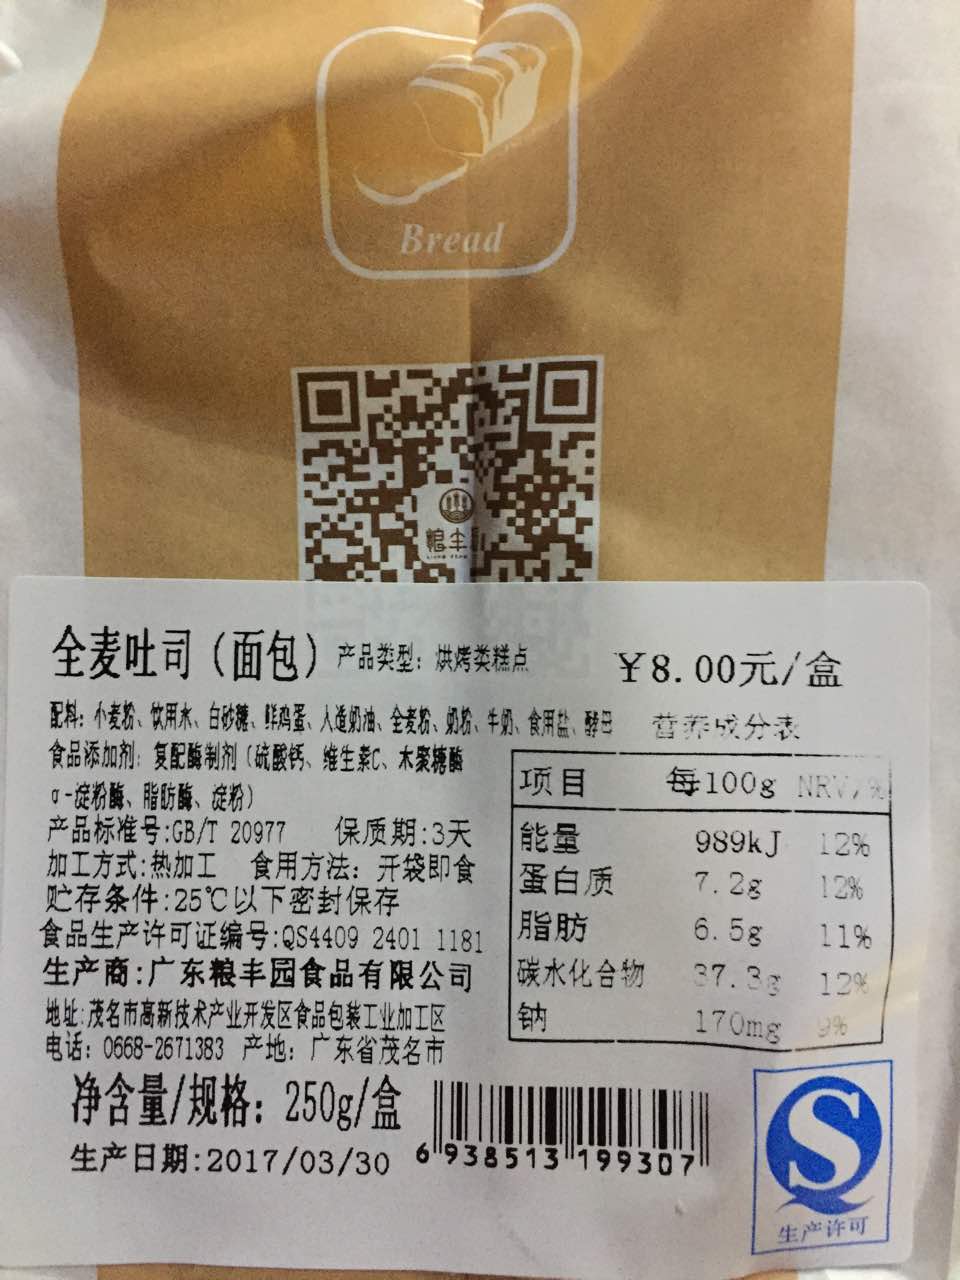 Bread
粮丰
全麦吐司（面包） 产品类型：烘烤类糕点 ￥8.00元/盒
配料：小麦粉、饮用水、白砂糖、鲜鸡蛋、人造奶油、全麦粉、奶粉、牛奶、食用盐、酵母
食品添加剂：复配酶制剂（硫酸钙、维生素C、木聚糖酶
α-淀粉酶、脂肪酶、淀粉）
产品标准号:GB/T 20977 保质期:3天
加工方式:热加工 食用方法：开袋即食
贮存条件:25℃以下密封保存
食品生产许可证编号:QS4409 2401 1181
生产商:广东粮丰园食品有限公司
地址:茂名市高新技术产业开发区食品包装工业加工区
电话：0668-2671383 产地：广东省茂名市
净含量/规格：250g/盒
生产日期:2017/03/30
营养成分表
项目 每100g NRV/%
能量 989kJ 12%
蛋白质 7.2g 12%
脂肪 6.5g 11%
碳水化合物 37.3g 12%
钠 170mg 9%
6 938513 199307
生产许可